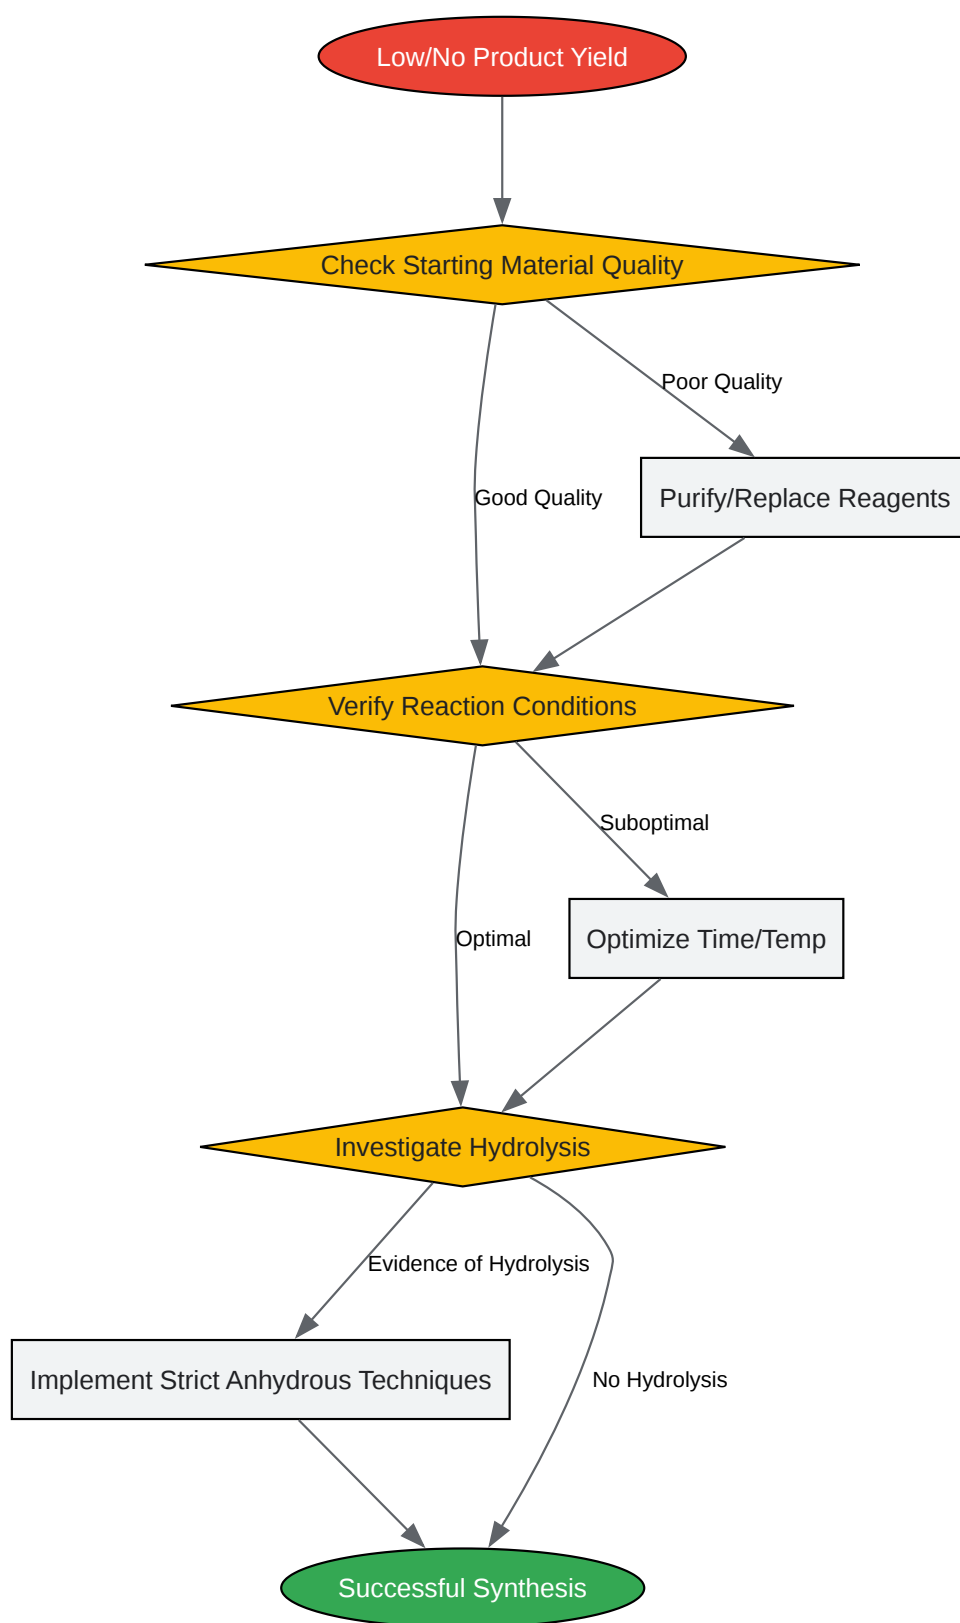 Low/No Product Yield
Check Starting Material Quality
Poor Quality
Good Quality
Purify/Replace Reagents
Verify Reaction Conditions
Suboptimal
Optimal
Optimize Time/Temp
Investigate Hydrolysis
Evidence of Hydrolysis
Implement Strict Anhydrous Techniques
No Hydrolysis
Successful Synthesis